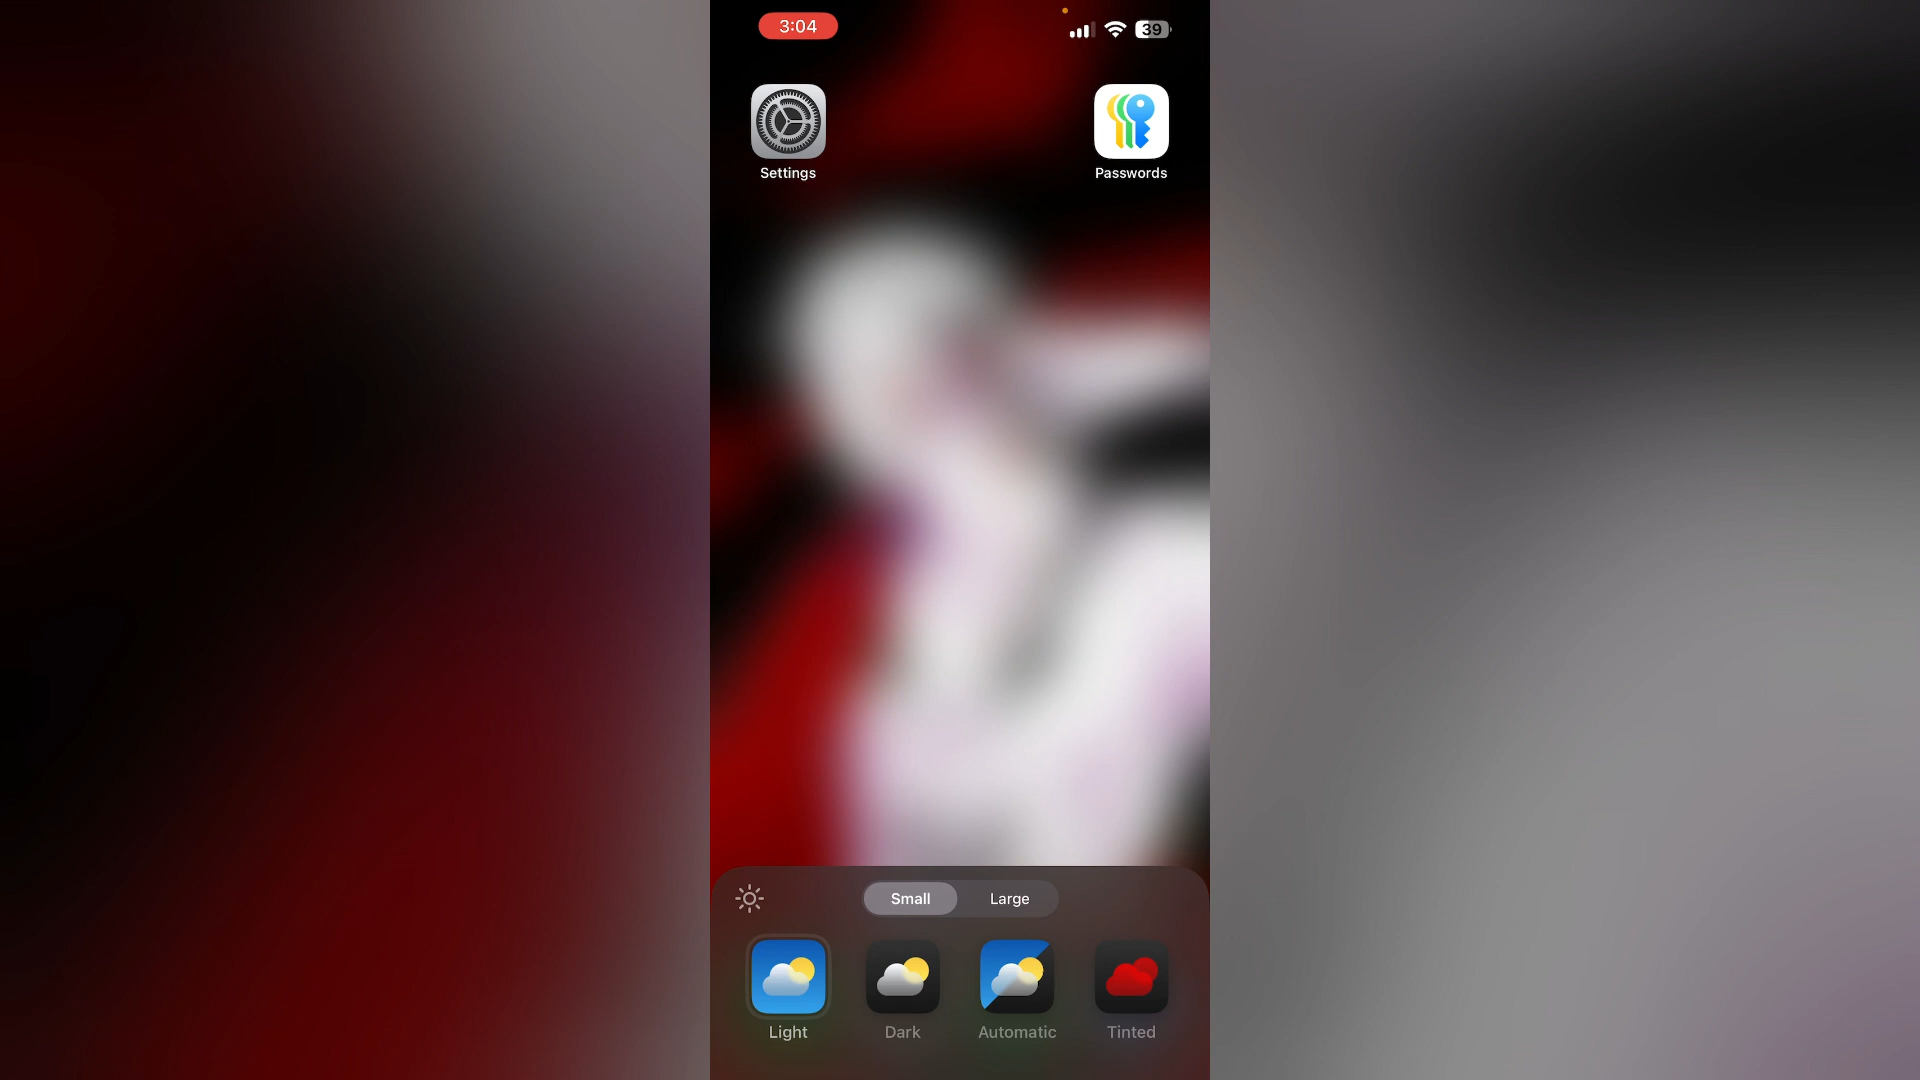 3:04
39
Settings
Passwords
Small
Large
Light
Dark
Automatic
Tinted